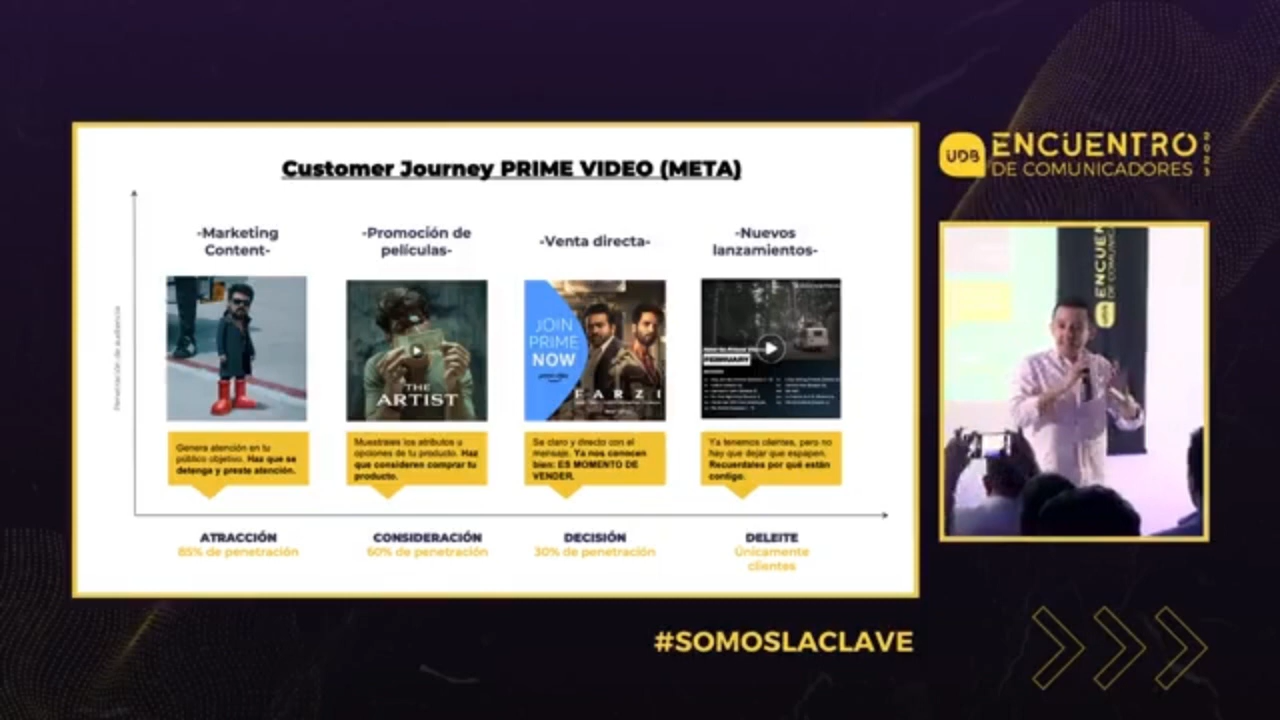 Customer Journey PRIME VIDEO (META)
-Marketing
Content-
-Promoción de
películas-
-Venta directa-
-Nuevos
lanzamientos-
Penetración de audiencia
THE
ARTIST
JOIN
PRIME
NOW
FARZI
FEBRUARY
Genera atención en tu
público objetivo. Haz que se
detenga y preste atención.
Muestrales los atributos u
opciones de tu producto. Haz
que consideren comprar tu
producto.
Se claro y directo con el
mensaje. Ya nos conocen
bien: ES MOMENTO DE
VENDER.
Ya tenemos clientes, pero no
hay que dejar que espapen.
Recuerdales por qué están
contigo.
ATRACCIÓN
85% de penetración
CONSIDERACIÓN
60% de penetración
DECISIÓN
30% de penetración
DELEITE
Únicamente
clientes
UDB
ENCUENTRO
DE COMUNICADORES
ENCUEN
DE COMUNICA
#SOMOSLACLAVE